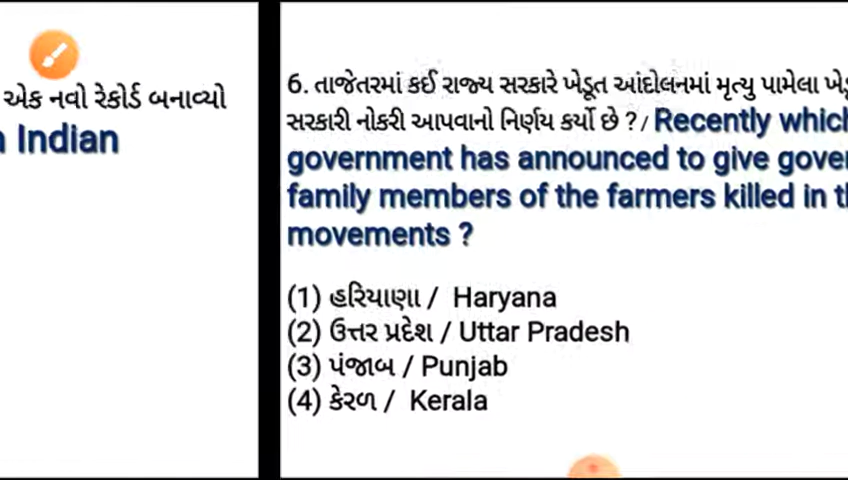 એક નવો રેકોર્ડ બનાવ્યો
Indian
6. તાજેતરમાં કઈ રાજ્ય સરકારે ખેડૂત આંદોલનમાં મૃત્યુ પામેલા
સરકારી નોકરી આપવાનો નિર્ણય કર્યો છે ? / Recently which
government has announced to give
family members of the farmers killed in
movements ?
(1) હરિયાણા / Haryana
(2) ઉત્તર પ્રદેશ / Uttar Pradesh
(3) પંજાબ / Punjab
(4) કેરળ / Kerala